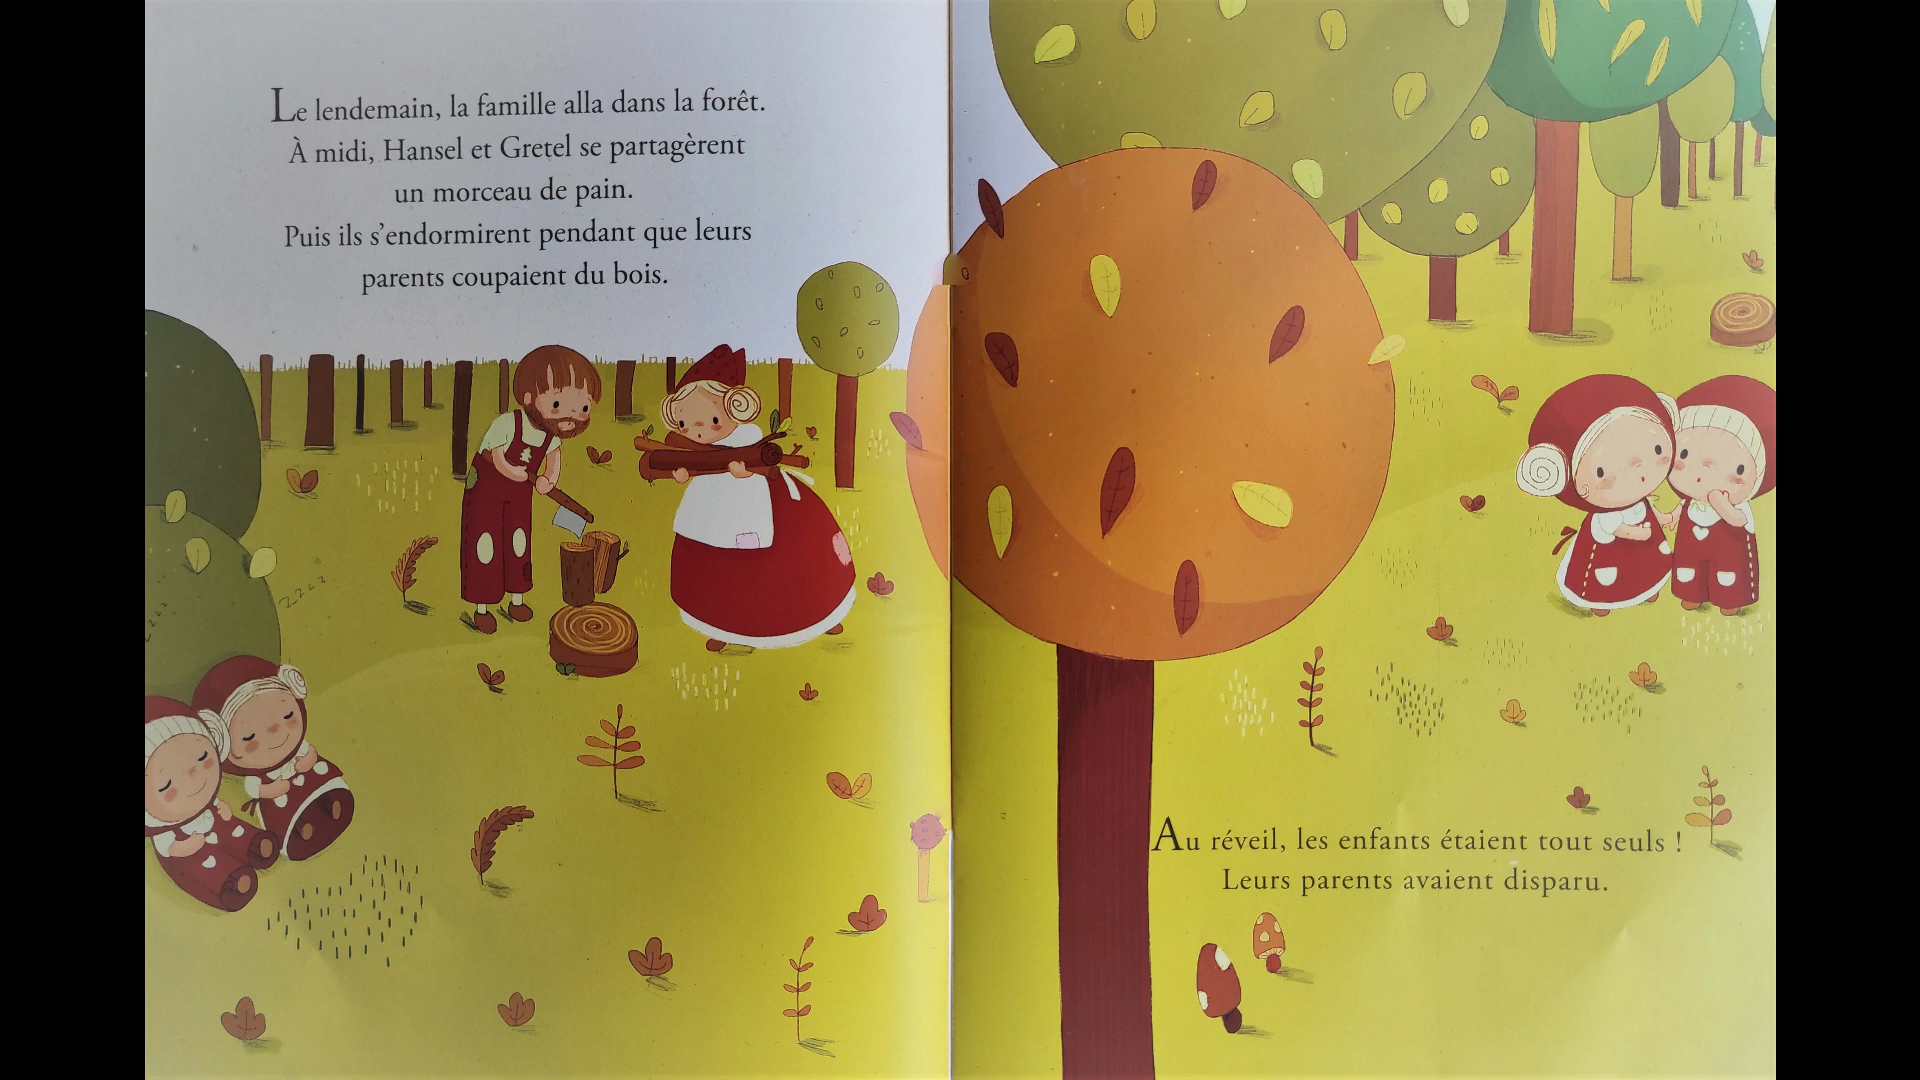 Le lendemain, la famille alla dans la forêt.
À midi, Hansel et Gretel se partagèrent
un morceau de pain.
Puis ils s'endormirent pendant que leurs
parents coupaient du bois.
zzzz
zzzz
Au réveil, les enfants étaient tout seuls !
Leurs parents avaient disparu.